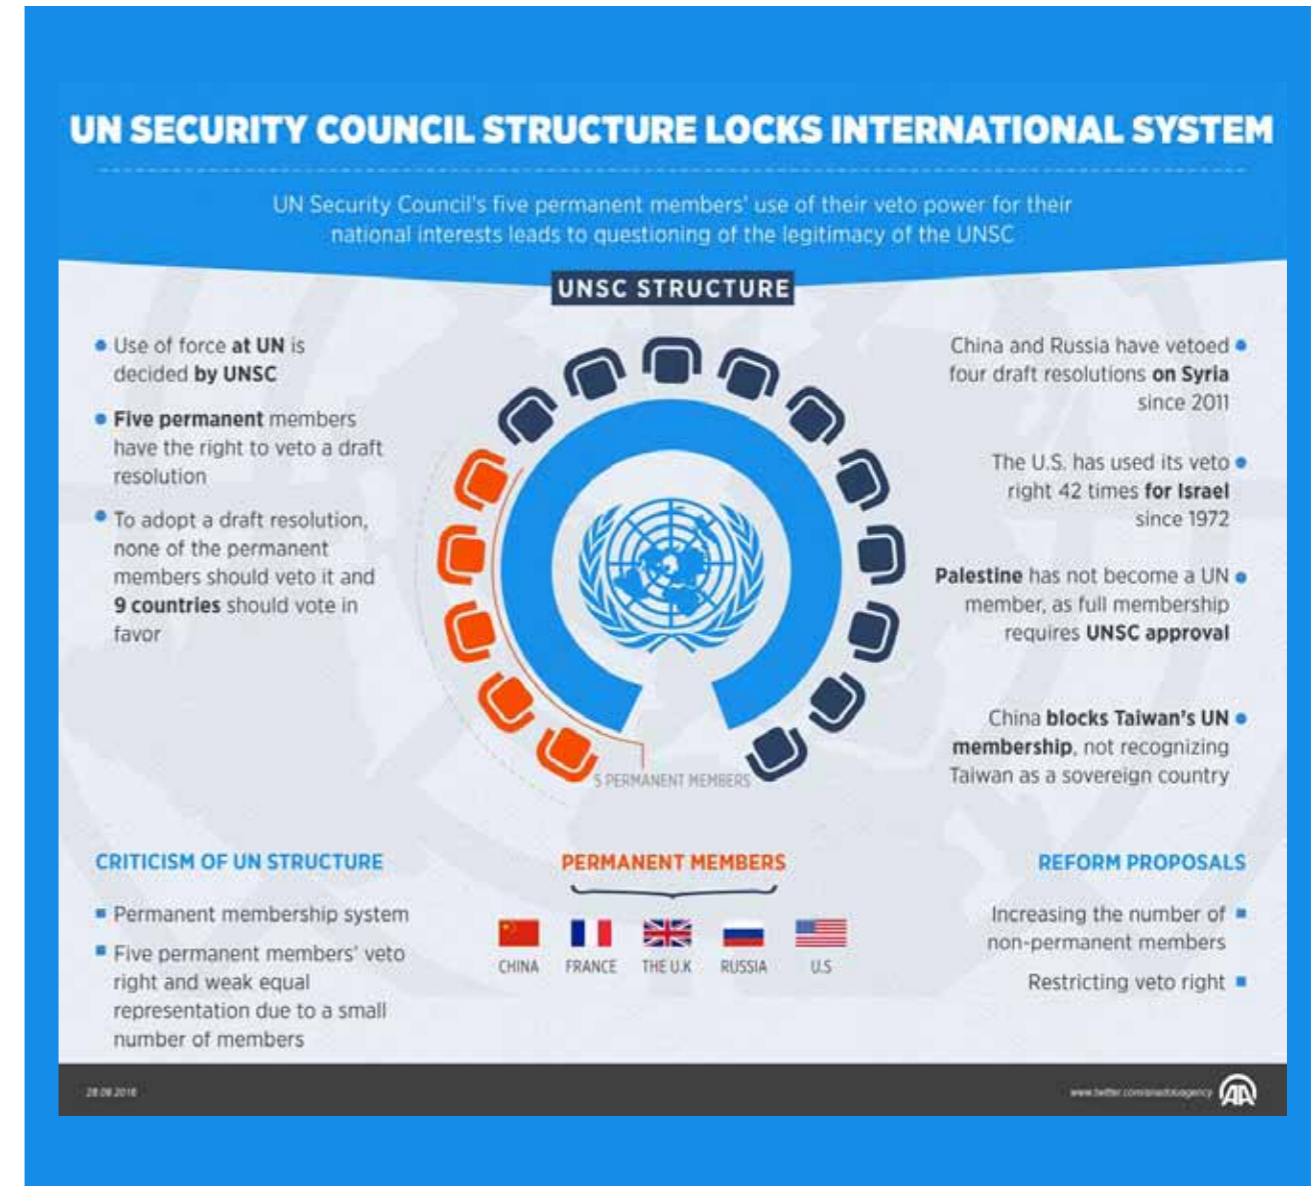 UN SECURITY COUNCIL STRUCTURE LOCKS INTERNATIONAL SYSTEM
UN Security Council's five permanent members' use of their veto power for their
national interests leads to questioning of the legitimacy of the UNSC
UNSC STRUCTURE
Use of force at UN is
decided by UNSC
Five permanent members
have the right to veto a draft
resolution
To adopt a draft resolution,
none of the permanent
members should veto it and
9 countries should vote in
favor
China and Russia have vetoed
four draft resolutions on Syria
since 2011
The U.S. has used its veto
right 42 times for Israel
since 1972
Palestine has not become a UN
member, as full membership
requires UNSC approval
China blocks Taiwan's UN
membership, not recognizing
Taiwan as a sovereign country
5 PERMANENT MEMBERS
CRITICISM OF UN STRUCTURE
Permanent membership system
Five permanent members' veto
right and weak equal
representation due to a small
number of members
PERMANENT MEMBERS
CHINA
FRANCE
THE U.K
RUSSIA
U.S
REFORM PROPOSALS
Increasing the number of
non-permanent members
Restricting veto right
www.twitter.com/anadoluagency
AA